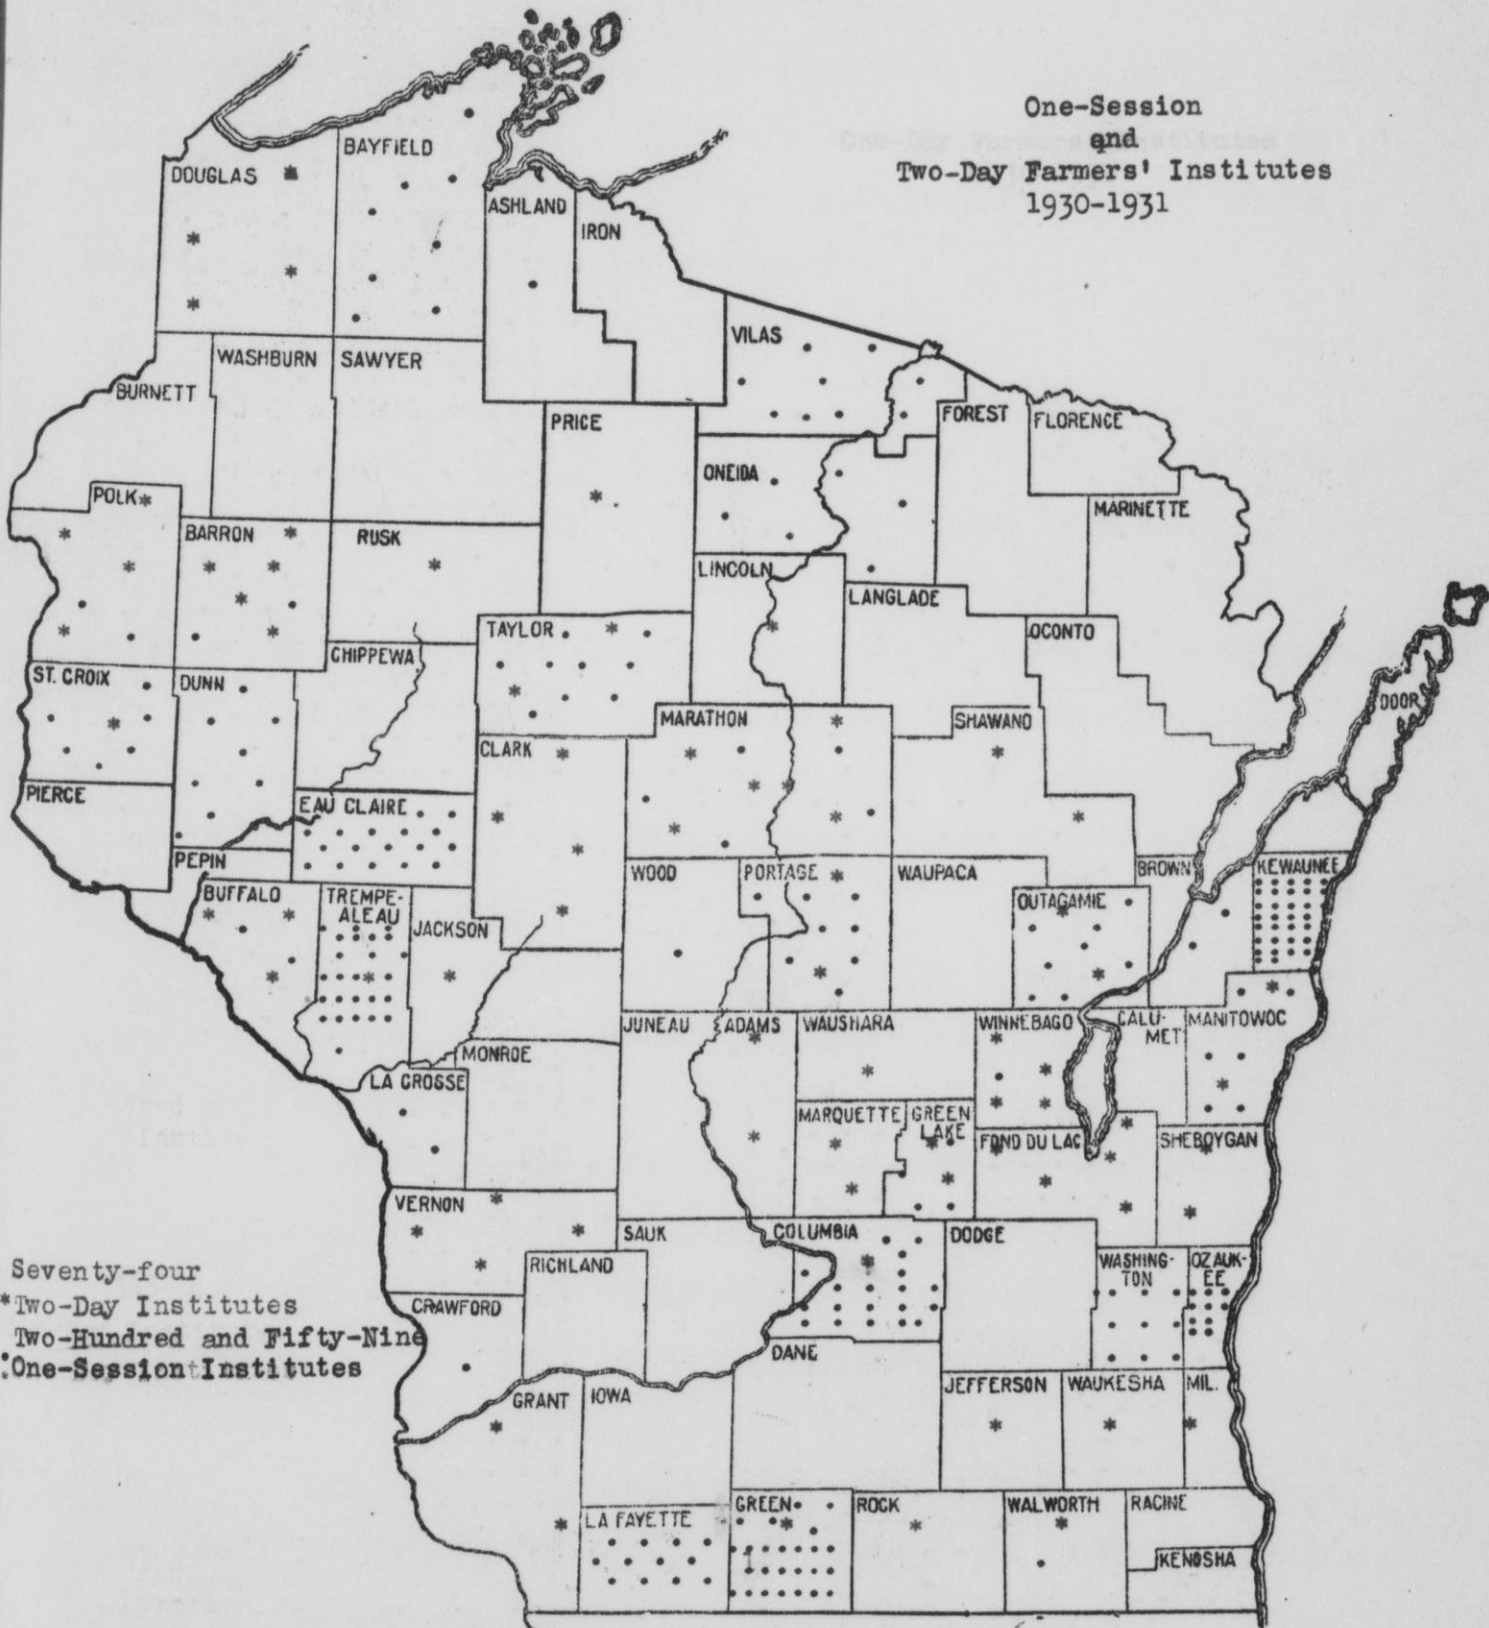 One-Session
and
Two-Day Farmers' Institutes
1930-1931
DOUGLAS
BAYFIELD
ASHLAND
IRON
VILAS
WASHBURN
SAWYER
BURNETT
PRICE
FOREST
FLORENCE
ONEIDA
POLK
MARINETTE
BARRON
RUSK
LINCOLN
LANGLADE
TAYLOR
OCONTO
CHIPPEWA
ST. CROIX
DUNN
DOOR
MARATHON
SHAWANO
CLARK
PIERCE
EAU CLAIRE
PEPIN
WOOD
PORTAGE
WAUPACA
BROWN
KEWAUNEE
BUFFALO
TREMPE-
ALEAU
OUTAGAMIE
JACKSON
JUNEAU
ADAMS
WAUSHARA
WINNEBAGO
CALU-
MET
MANITOWOC
MONROE
LA CROSSE
MARQUETTE
GREEN
LAKE
FOND DU LAC
SHEBOYGAN
VERNON
SAUK
COLUMBIA
DODGE
RICHLAND
WASHING-
TON
OZAUK-
EE
Seventy-four
*Two-Day Institutes
Two-Hundred and Fifty-Nine
:One-Session Institutes
CRAWFORD
DANE
JEFFERSON
WAUKESHA
MIL.
GRANT
IOWA
LA FAYETTE
GREEN
ROCK
WALWORTH
RACINE
KENOSHA